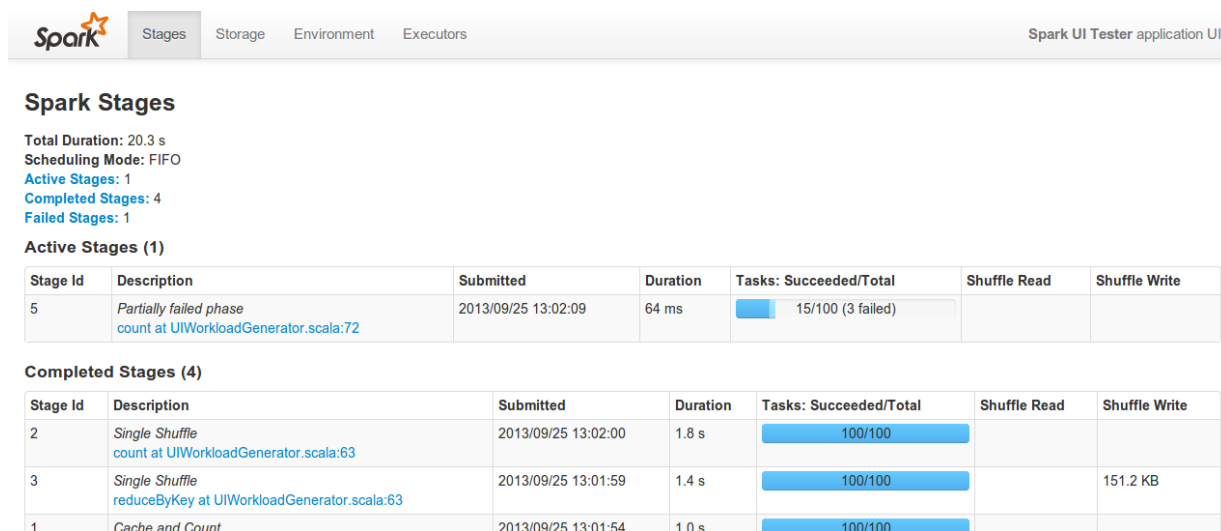 Spark Stages Storage Environment Executors Spark UI Tester application UI
Spark Stages
Total Duration: 20.3 s
Scheduling Mode: FIFO
Active Stages: 1
Completed Stages: 4
Failed Stages: 1
Active Stages (1)
Stage Id Description Submitted Duration Tasks: Succeeded/Total Shuffle Read Shuffle Write
5 Partially failed phase 2013/09/25 13:02:09 64 ms 15/100 (3 failed)
count at UIWorkloadGenerator.scala:72
Completed Stages (4)
Stage Id Description Submitted Duration Tasks: Succeeded/Total Shuffle Read Shuffle Write
2 Single Shuffle 2013/09/25 13:02:00 1.8 s 100/100
count at UIWorkloadGenerator.scala:63
3 Single Shuffle 2013/09/25 13:01:59 1.4 s 100/100 151.2 KB
reduceByKey at UIWorkloadGenerator.scala:63
1 Cache and Count 2013/09/25 13:01:54 1.0 s 100/100